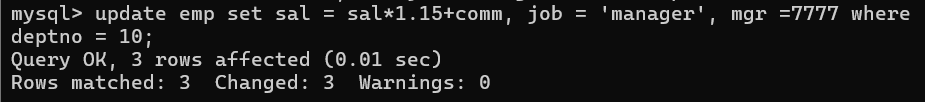 mysql> update emp set sal = sal*1.15+comm, job = 'manager', mgr =7777 where
deptno = 10;
Query OK, 3 rows affected (0.01 sec)
Rows matched: 3  Changed: 3  Warnings: 0